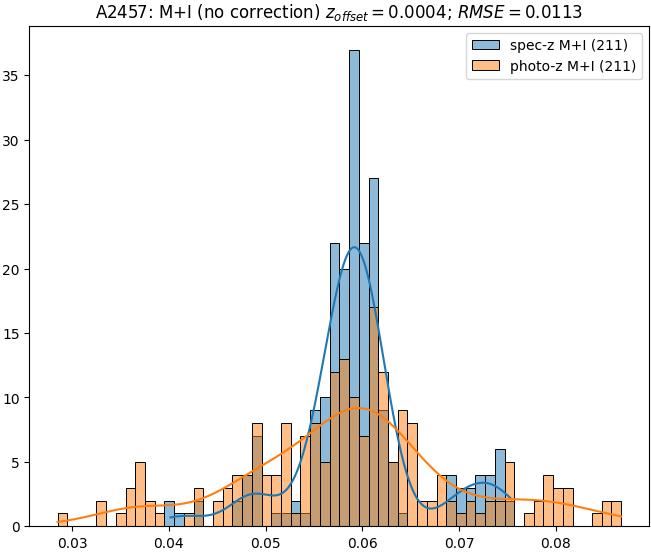 A2457: M+I (no correction) z_offset = 0.0004; RMSE = 0.0113
spec-z M+I (211)
photo-z M+I (211)
35
30
25
20
15
10
5
0
0.03 0.04 0.05 0.06 0.07 0.08